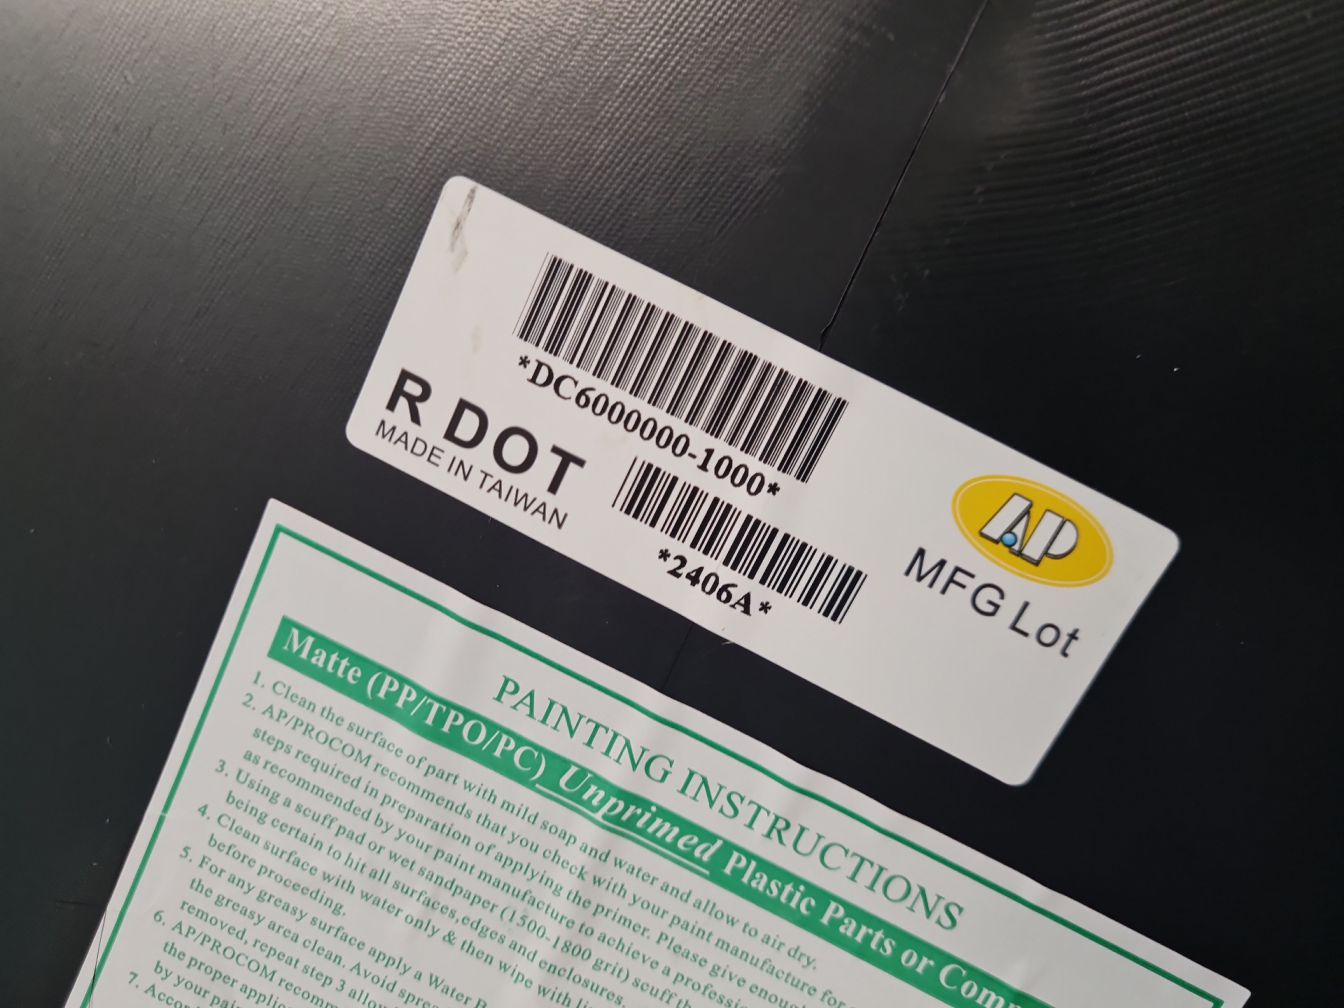 *DC6000000-1000*
R DOT
MADE IN TAIWAN
*2406A*
AP
MFG Lot
PAINTING INSTRUCTIONS
Matte (PP/TPO/PC) Unprimed Plastic Parts or
1. Clean the surface of part with mild soap and water and allow to air dry.
2. AP/PROCOM recommends that you check with your paint manufacture for
steps required in preparation of applying the primer. Please give enough
as recommended by your paint manufacture to achieve a
3. Using a scuff pad or wet sandpaper (1500-1800 grit) scuff
being certain to hit all surfaces,edges and enclosures.
4. Clean surface with water only & then wipe with
before proceeding.
5. For any greasy surface apply a Water
the greasy area clean. Avoid
removed, repeat step 3
6. AP/PROCOM
the proper
by your
7.